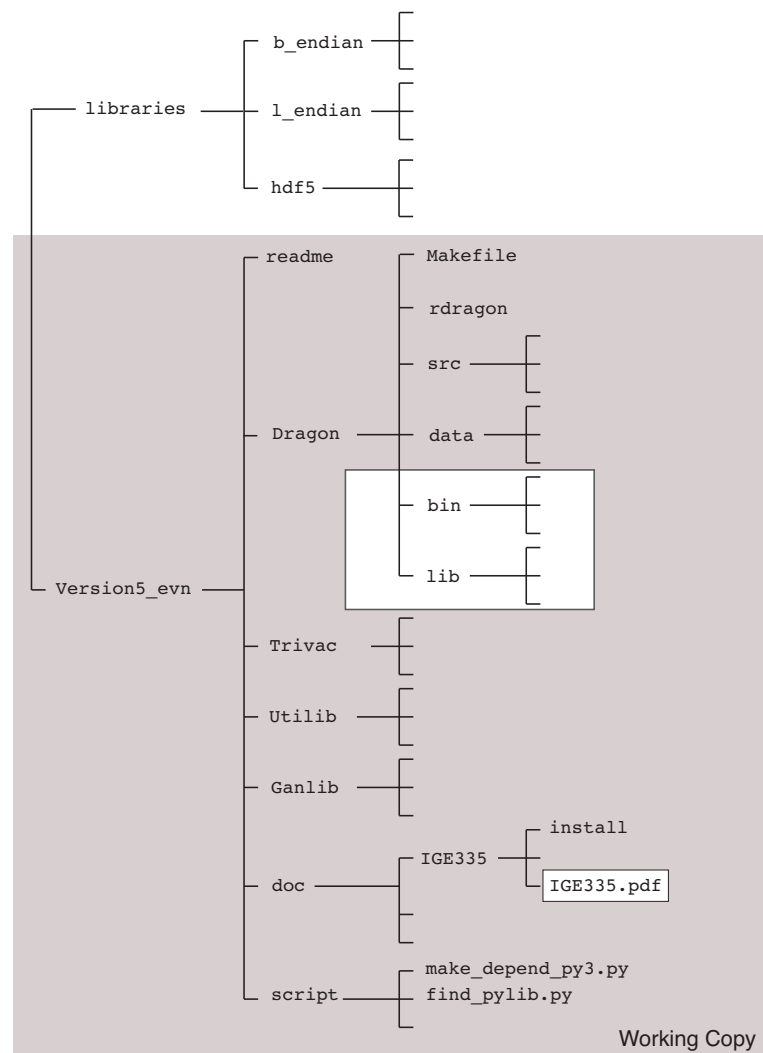 b_endian
libraries
l_endian
hdf5
readme
Makefile
rdragon
src
Dragon
data
bin
lib
Version5_evn
Trivac
Utilib
Ganlib
install
IGE335
doc
IGE335.pdf
make_depend_py3.py
script
find_pylib.py
Working Copy